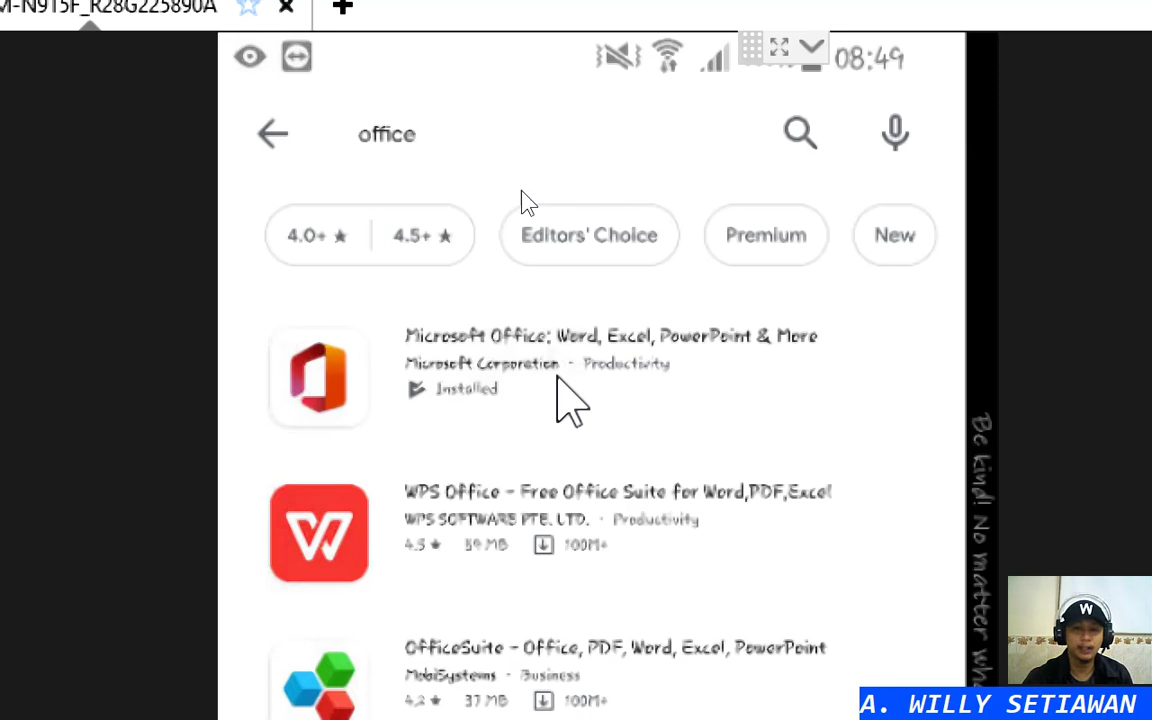 M-N915F_R28G225890A
08:49
office
4.0+ ★ 4.5+ ★ Editors' Choice Premium New
Microsoft Office: Word, Excel, PowerPoint & More
Microsoft Corporation · Productivity
Installed
WPS Office - Free Office Suite for Word,PDF,Excel
WPS SOFTWARE PTE. LTD. · Productivity
4.3 ★ 59 MB 100M+
OfficeSuite - Office, PDF, Word, Excel, PowerPoint
MobiSystems · Business
4.2 ★ 37 MB 100M+
Be kind! No matter
W
A. WILLY SETIAWAN